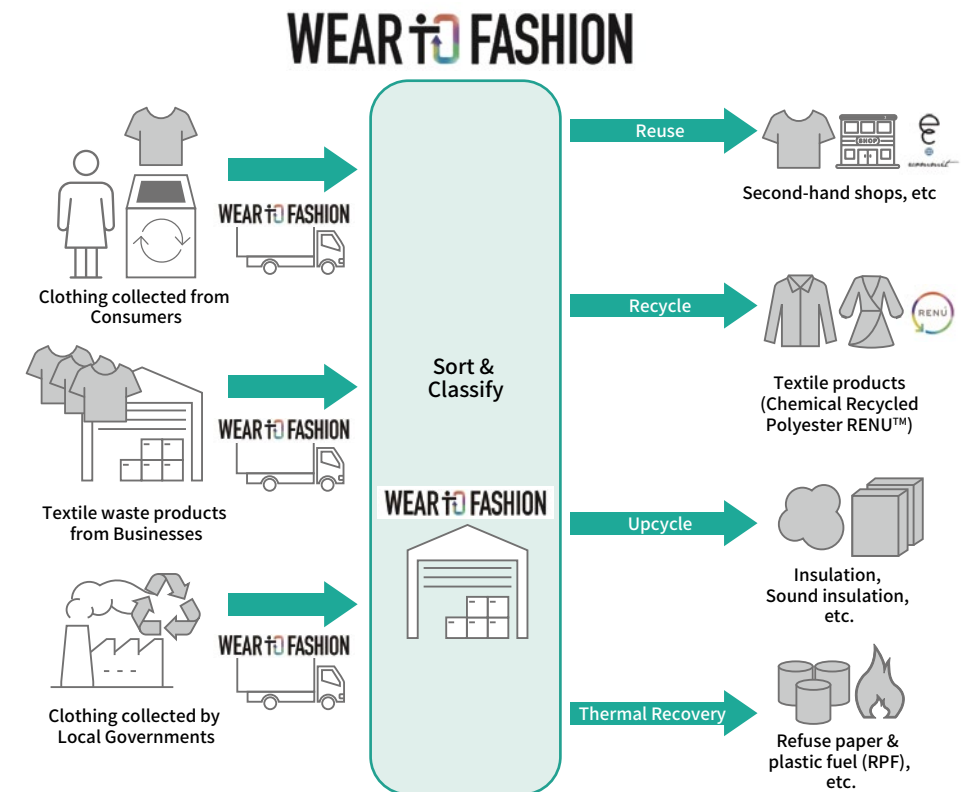 WEAR TO FASHION
Clothing collected from
Consumers
WEAR TO FASHION
Textile waste products
from Businesses
WEAR TO FASHION
Clothing collected by
Local Governments
WEAR TO FASHION
Sort &
Classify
WEAR TO FASHION
Reuse
SHOP
ecommit
Second-hand shops, etc
Recycle
RENU
Textile products
(Chemical Recycled
Polyester RENU™)
Upcycle
Insulation,
Sound insulation,
etc.
Thermal Recovery
Refuse paper &
plastic fuel (RPF),
etc.